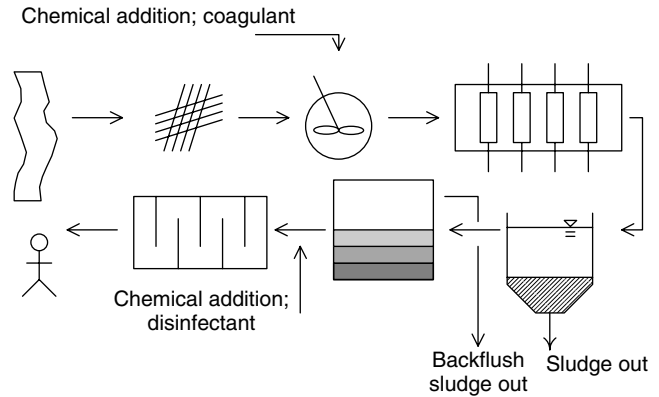 Chemical addition; coagulant
Chemical addition;
disinfectant
Backflush
sludge out
Sludge out